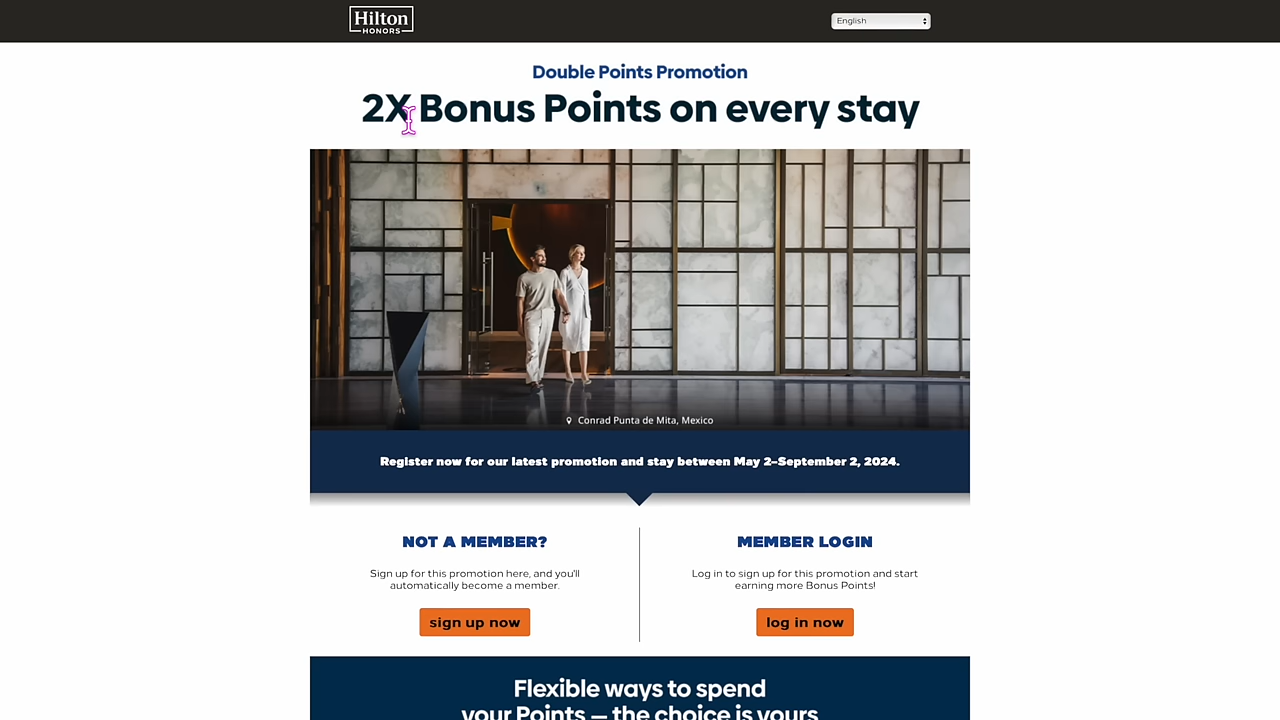 Hilton
HONORS
English
Double Points Promotion
2X Bonus Points on every stay
Conrad Punta de Mita, Mexico
Register now for our latest promotion and stay between May 2–September 2, 2024.
NOT A MEMBER?
Sign up for this promotion here, and you'll
automatically become a member.
sign up now
MEMBER LOGIN
Log in to sign up for this promotion and start
earning more Bonus Points!
log in now
Flexible ways to spend
your Points — the choice is yours